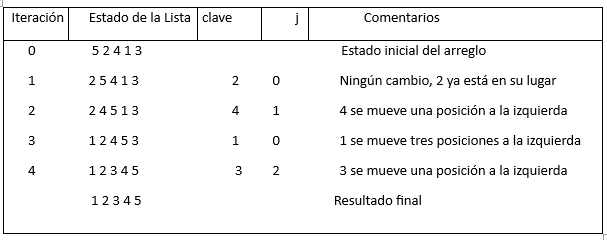 Iteración Estado de la Lista clave j Comentarios
0 5 2 4 1 3 Estado inicial del arreglo
1 2 5 4 1 3 2 0 Ningún cambio, 2 ya está en su lugar
2 2 4 5 1 3 4 1 4 se mueve una posición a la izquierda
3 1 2 4 5 3 1 0 1 se mueve tres posiciones a la izquierda
4 1 2 3 4 5 3 2 3 se mueve una posición a la izquierda
1 2 3 4 5 Resultado final